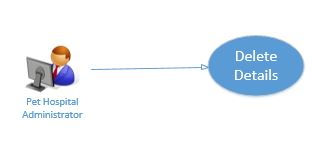 Delete
Details
Pet Hospital
Administrator